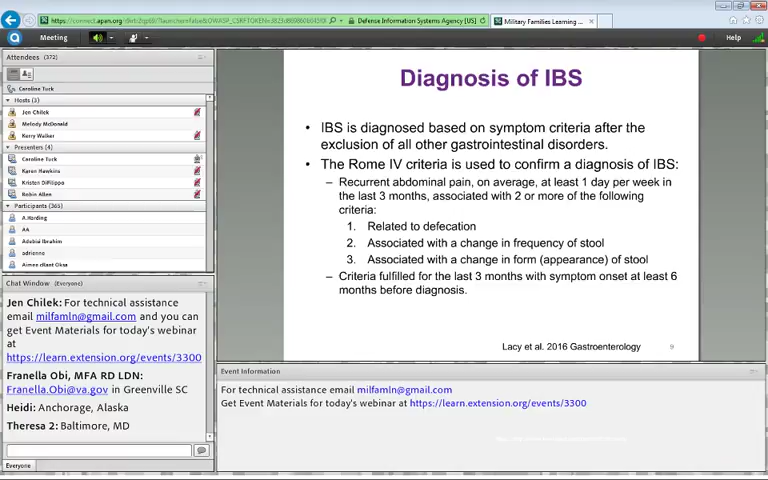 Defense Information Systems Agency [US]
Military Families Learning ...
Meeting
Help
Attendees (372)
Caroline Tuck
Hosts (3)
Jen Chilek
Melody McDonald
Kerry Walker
Presenters (4)
Caroline Tuck
Karen Hawkins
Kristen DiFilippo
Robin Allen
Participants (365)
A.Harding
AA
Adubisi Ibrahim
adrienne
Chat Window (Everyone)
Jen Chilek: For technical assistance
email milfamln@gmail.com and you can
get Event Materials for today's webinar
at
https://learn.extension.org/events/3300
Franella Obi, MFA RD LDN:
Franella.Obi@va.gov in Greenville SC
Heidi: Anchorage, Alaska
Theresa 2: Baltimore, MD
Everyone
Diagnosis of IBS
• IBS is diagnosed based on symptom criteria after the
exclusion of all other gastrointestinal disorders.
• The Rome IV criteria is used to confirm a diagnosis of IBS:
– Recurrent abdominal pain, on average, at least 1 day per week in
the last 3 months, associated with 2 or more of the following
criteria:
1. Related to defecation
2. Associated with a change in frequency of stool
3. Associated with a change in form (appearance) of stool
– Criteria fulfilled for the last 3 months with symptom onset at least 6
months before diagnosis.
Lacy et al. 2016 Gastroenterology
9
Event Information
For technical assistance email milfamln@gmail.com
Get Event Materials for today's webinar at https://learn.extension.org/events/3300